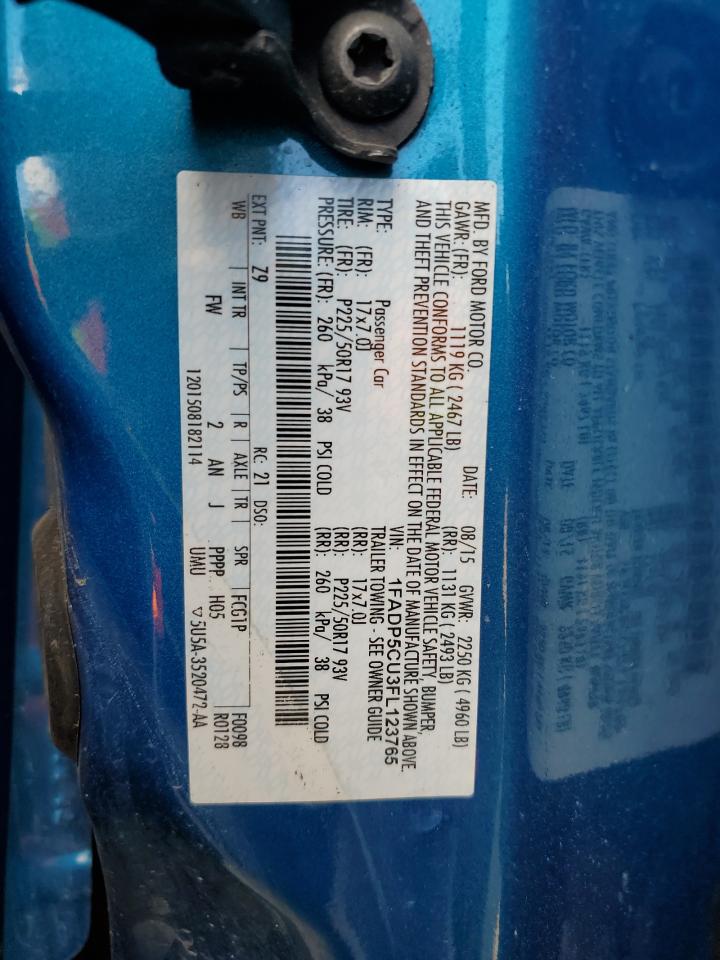 MFD. BY FORD MOTOR CO.
DATE: 08/15 GVWR: 2250 KG ( 4960 LB)
GAWR: (FR): 1119 KG ( 2467 LB) (RR): 1131 KG ( 2493 LB)
THIS VEHICLE CONFORMS TO ALL APPLICABLE FEDERAL MOTOR VEHICLE SAFETY, BUMPER,
AND THEFT PREVENTION STANDARDS IN EFFECT ON THE DATE OF MANUFACTURE SHOWN ABOVE.
VIN: 1FADP5CU3FL123765
TYPE: Passenger Car TRAILER TOWING - SEE OWNER GUIDE
RIM: (FR): 17x7.0J (RR): 17x7.0J
TIRE: (FR): P225/50R17 93V (RR): P225/50R17 93V
PRESSURE: (FR): 260 kPa/ 38 PSI COLD (RR): 260 kPa/ 38 PSI COLD
EXT PNT: Z9 RC: 21 DSO: F0098
WB INT TR TP/PS R AXLE TR SPR FCG1P R0128
FW 2 AN J PPPP H05
1201508182114 UMU ▽5U5A-3520472-AA